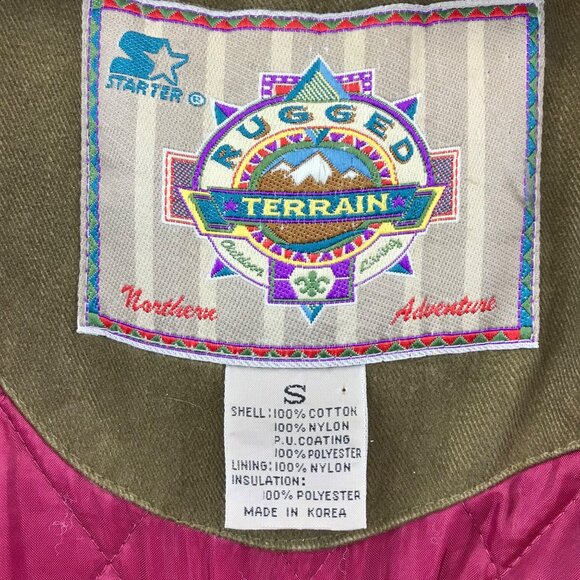 STARTER ®
RUGGED
TERRAIN
Outdoor Living
Northern Adventure
S
SHELL: 100% COTTON
100% NYLON
P.U. COATING
100% POLYESTER
LINING: 100% NYLON
INSULATION:
100% POLYESTER
MADE IN KOREA